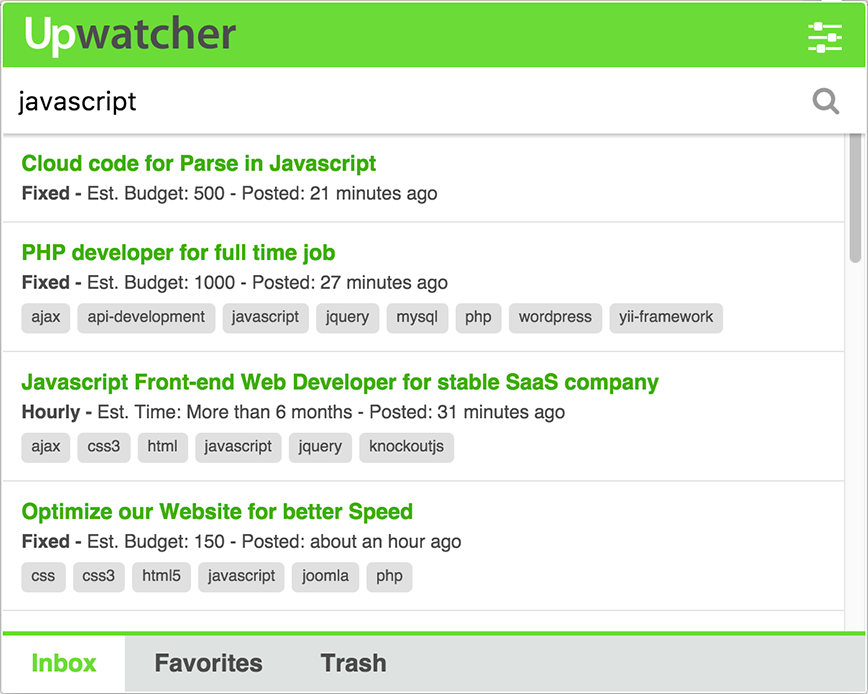 Upwatcher
javascript
Cloud code for Parse in Javascript
Fixed - Est. Budget: 500 - Posted: 21 minutes ago
PHP developer for full time job
Fixed - Est. Budget: 1000 - Posted: 27 minutes ago
ajax api-development javascript jquery mysql php wordpress yii-framework
Javascript Front-end Web Developer for stable SaaS company
Hourly - Est. Time: More than 6 months - Posted: 31 minutes ago
ajax css3 html javascript jquery knockoutjs
Optimize our Website for better Speed
Fixed - Est. Budget: 150 - Posted: about an hour ago
css css3 html5 javascript joomla php
Inbox Favorites Trash